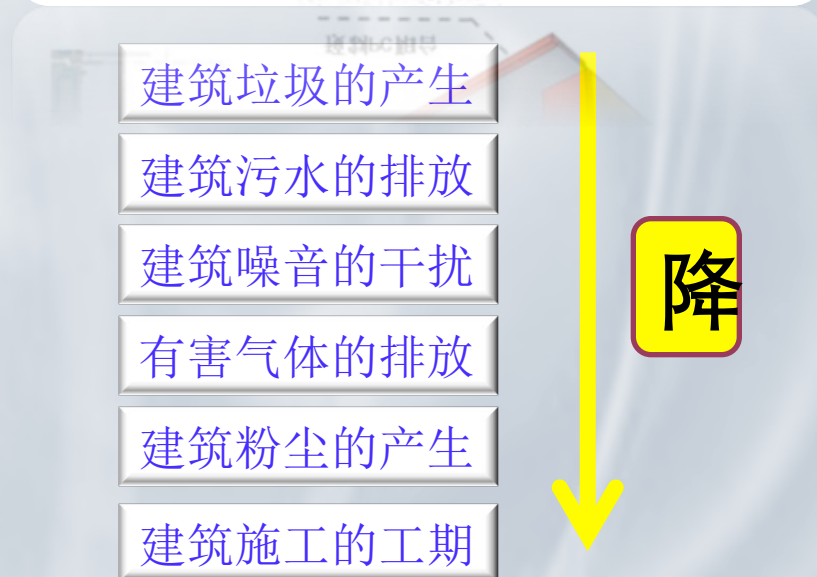 建筑垃圾的产生
建筑污水的排放
建筑噪音的干扰
有害气体的排放
建筑粉尘的产生
建筑施工的工期
降